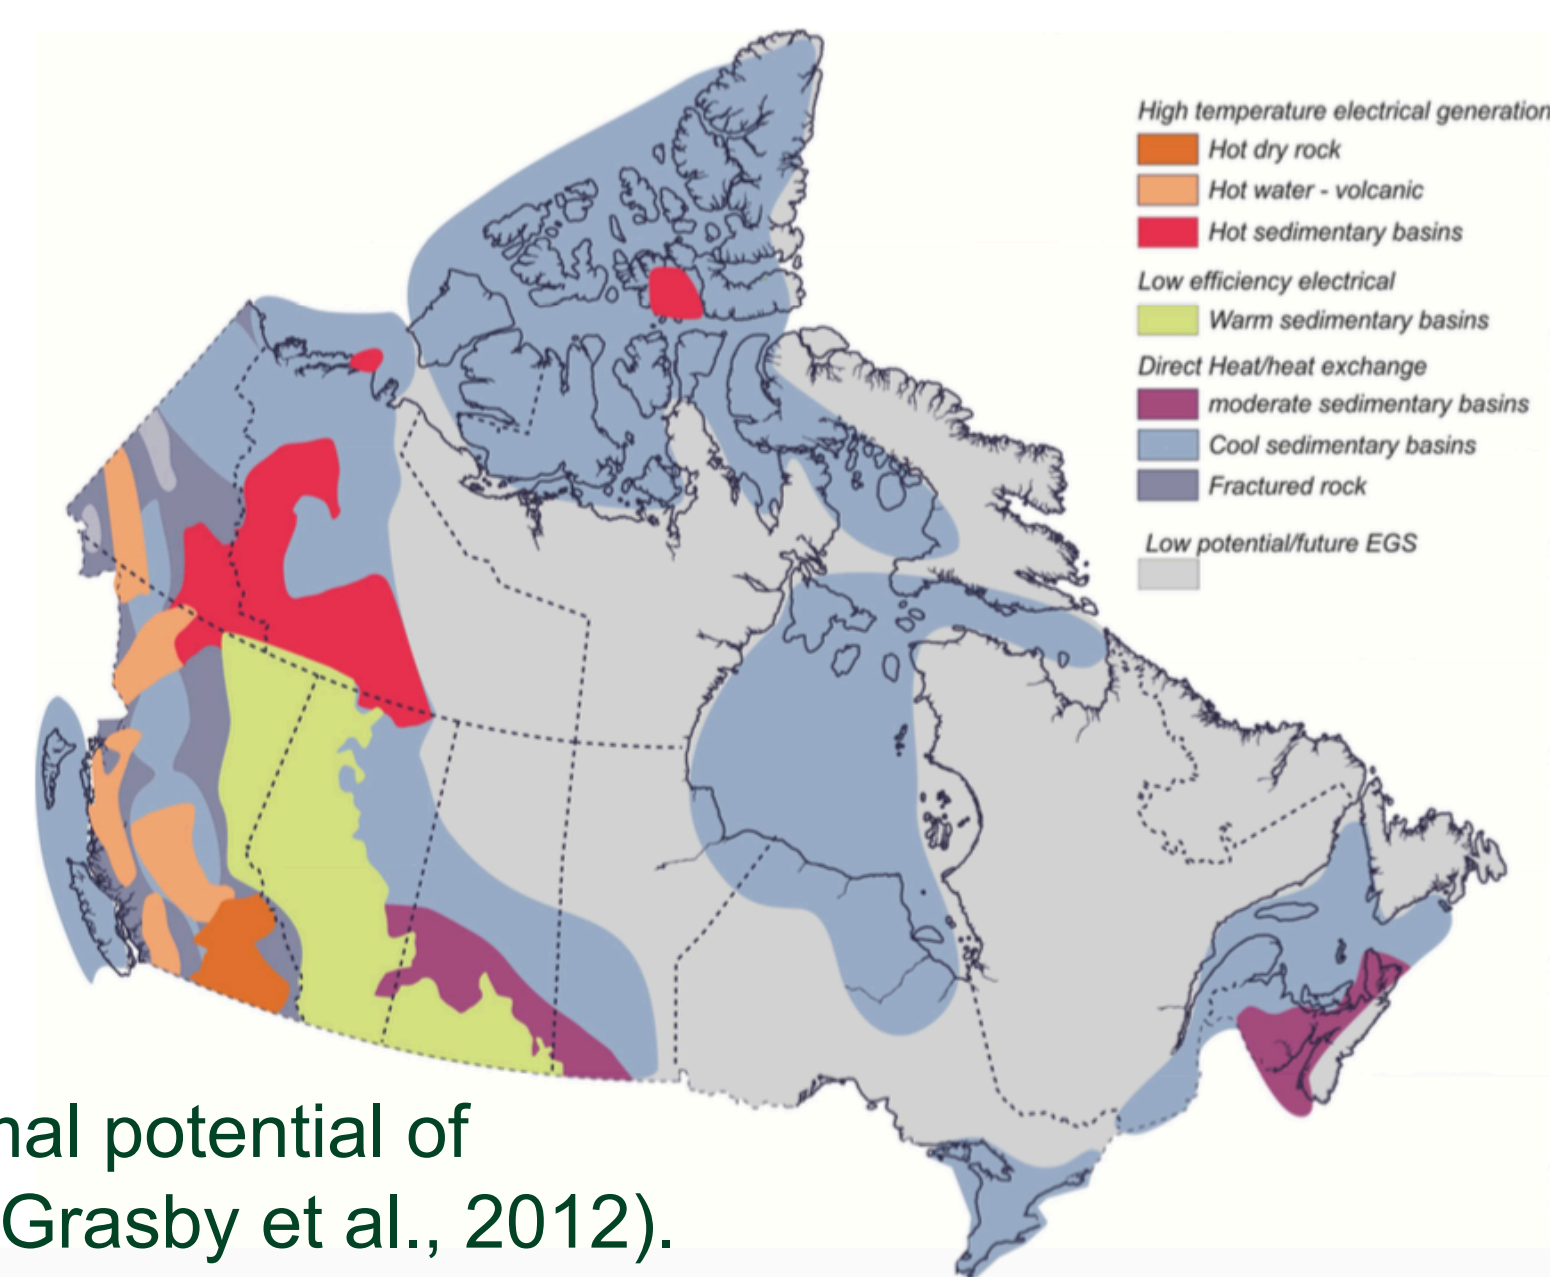 High temperature electrical generation
Hot dry rock
Hot water - volcanic
Hot sedimentary basins
Low efficiency electrical
Warm sedimentary basins
Direct Heat/heat exchange
moderate sedimentary basins
Cool sedimentary basins
Fractured rock
Low potential/future EGS
nal potential of
Grasby et al., 2012).